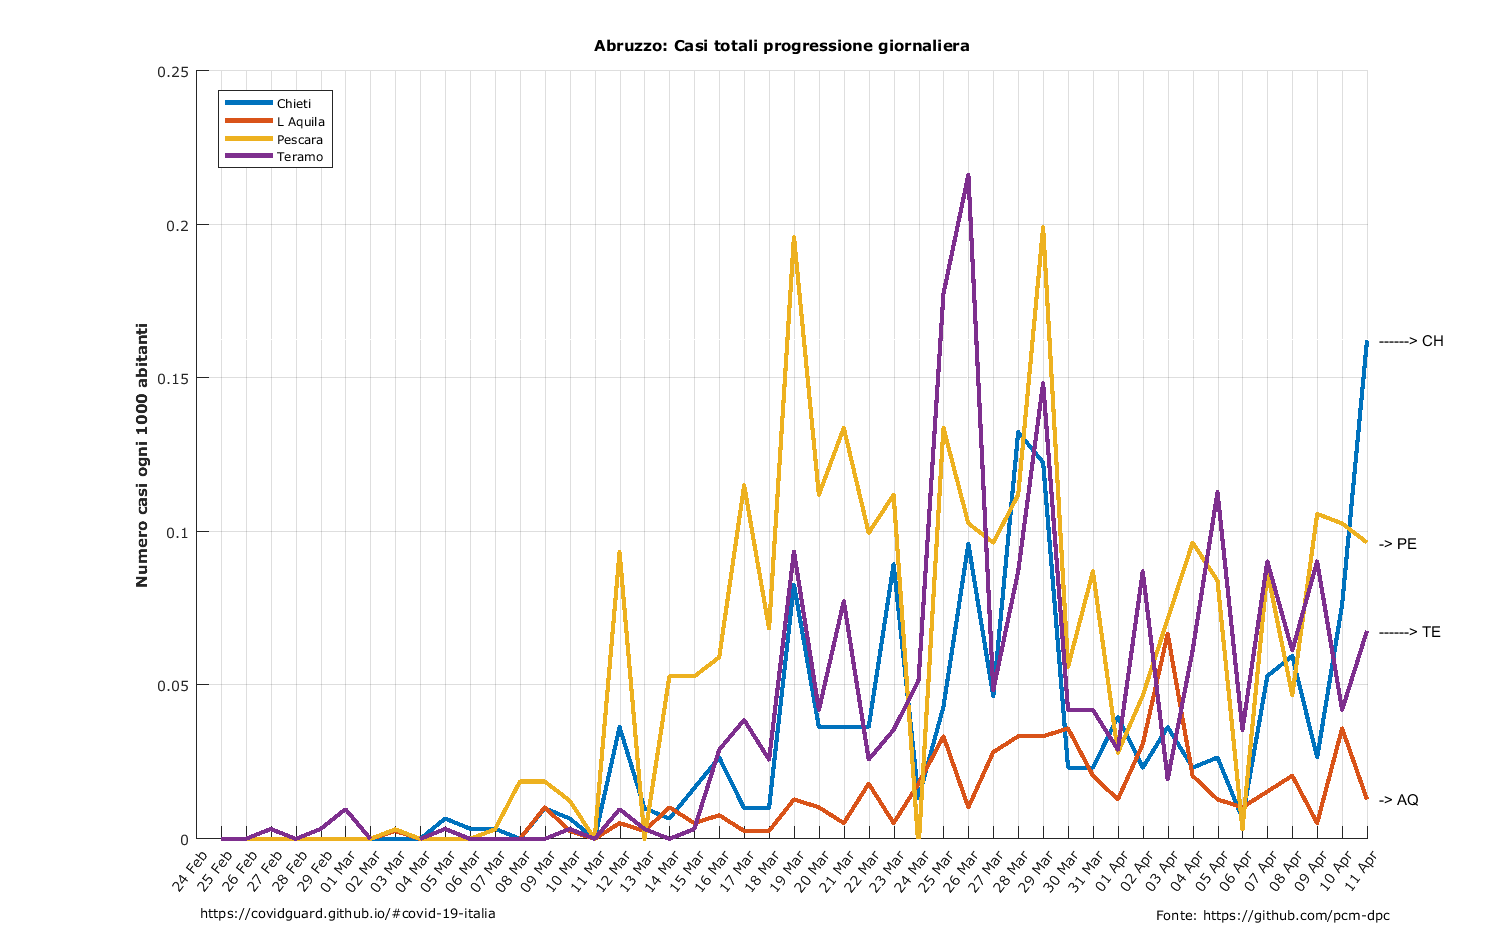 Abruzzo: Casi totali progressione giornaliera
0.25
0.2
0.15
0.1
0.05
0
Numero casi ogni 1000 abitanti
Chieti
L Aquila
Pescara
Teramo
------> CH
-> PE
------> TE
-> AQ
24 Feb
25 Feb
26 Feb
27 Feb
28 Feb
29 Feb
01 Mar
02 Mar
03 Mar
04 Mar
05 Mar
06 Mar
07 Mar
08 Mar
09 Mar
10 Mar
11 Mar
12 Mar
13 Mar
14 Mar
15 Mar
16 Mar
17 Mar
18 Mar
19 Mar
20 Mar
21 Mar
22 Mar
23 Mar
24 Mar
25 Mar
26 Mar
27 Mar
28 Mar
29 Mar
30 Mar
31 Mar
01 Apr
02 Apr
03 Apr
04 Apr
05 Apr
06 Apr
07 Apr
08 Apr
09 Apr
10 Apr
11 Apr
https://covidguard.github.io/#covid-19-italia
Fonte: https://github.com/pcm-dpc